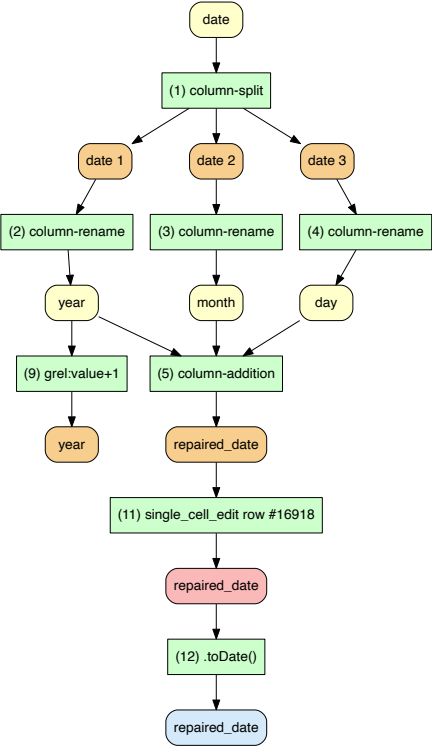 date
(1) column-split
date 1
date 2
date 3
(2) column-rename
(3) column-rename
(4) column-rename
year
month
day
(9) grel:value+1
(5) column-addition
year
repaired_date
(11) single_cell_edit row #16918
repaired_date
(12) .toDate()
repaired_date